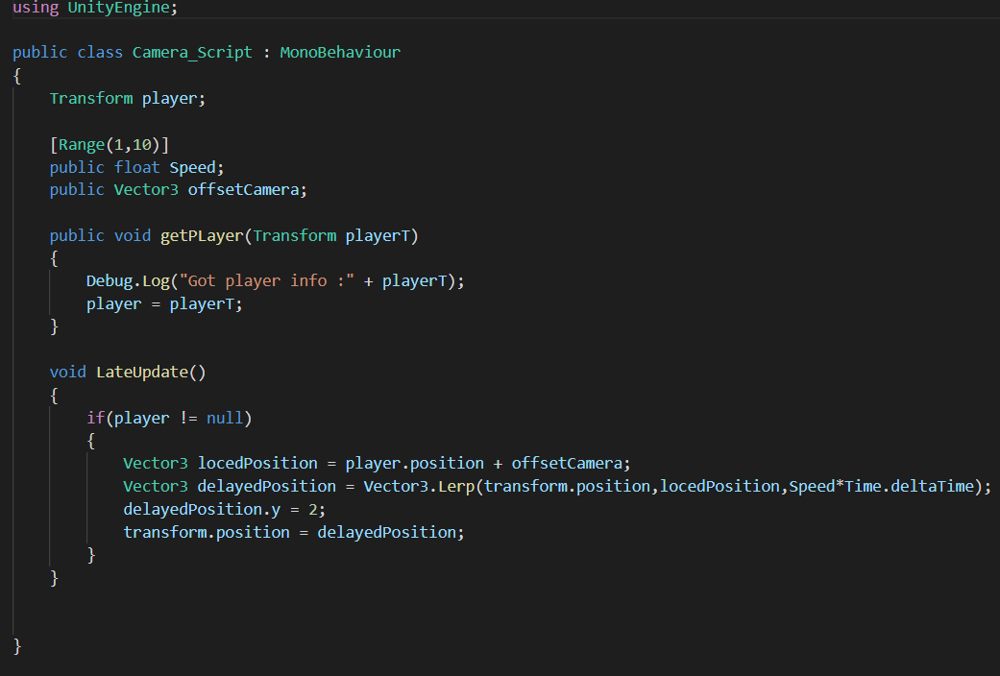 using UnityEngine;
public class Camera_Script : MonoBehaviour
{
Transform player;
[Range(1,10)]
public float Speed;
public Vector3 offsetCamera;
public void getPLayer(Transform playerT)
{
Debug.Log("Got player info :" + playerT);
player = playerT;
}
void LateUpdate()
{
if(player != null)
{
Vector3 locedPosition = player.position + offsetCamera;
Vector3 delayedPosition = Vector3.Lerp(transform.position,locedPosition,Speed*Time.deltaTime);
delayedPosition.y = 2;
transform.position = delayedPosition;
}
}
}